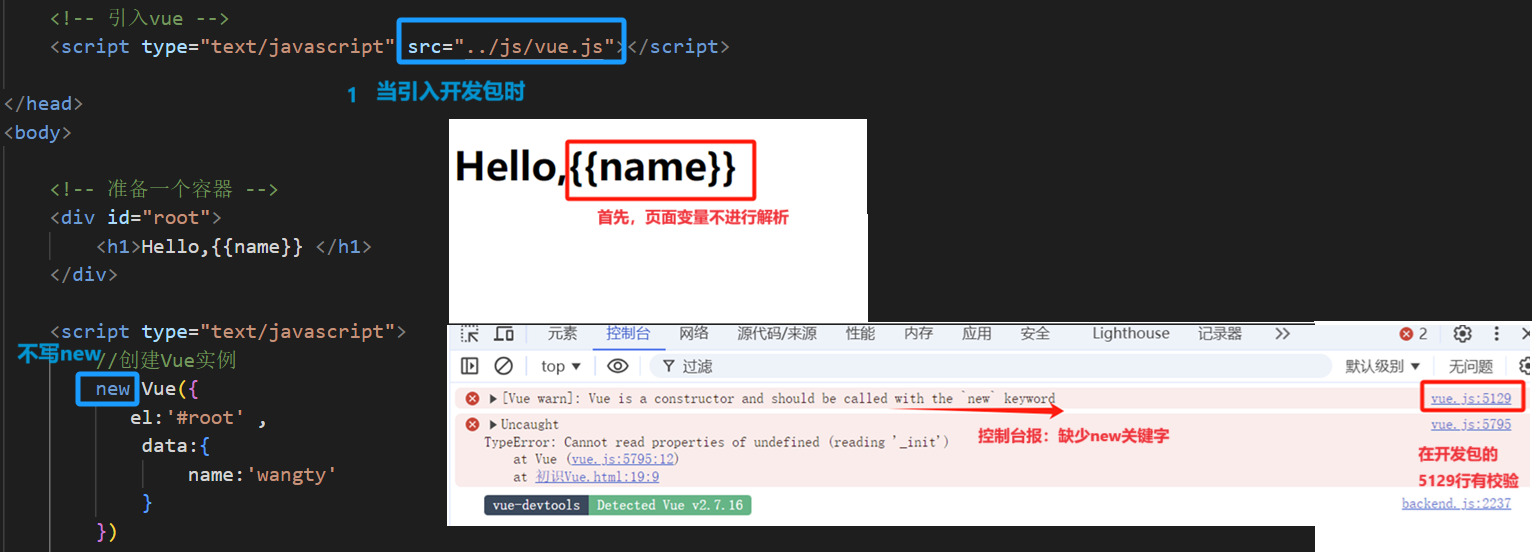 <!-- 引入vue -->
<script type="text/javascript" src="../js/vue.js"></script>
1 当引入开发包时
</head>
<body>
Hello,{{name}}
首先，页面变量不进行解析
<!-- 准备一个容器 -->
<div id="root">
<h1>Hello,{{name}} </h1>
</div>
<script type="text/javascript">
不写new
//创建Vue实例
new Vue({
el:'#root' ,
data:{
name:'wangty'
}
})
元素 控制台 网络 源代码/来源 性能 内存 应用 安全 Lighthouse 记录器 2
top 过滤 默认级别 无问题
[Vue warn]: Vue is a constructor and should be called with the `new` keyword vue.js:5129
Uncaught vue.js:5795
TypeError: Cannot read properties of undefined (reading '_init')
控制台报：缺少new关键字
at Vue (vue.js:5795:12)
at 初识Vue.html:19:9
在开发包的
5129行有校验
vue-devtools Detected Vue v2.7.16 backend.js:2237